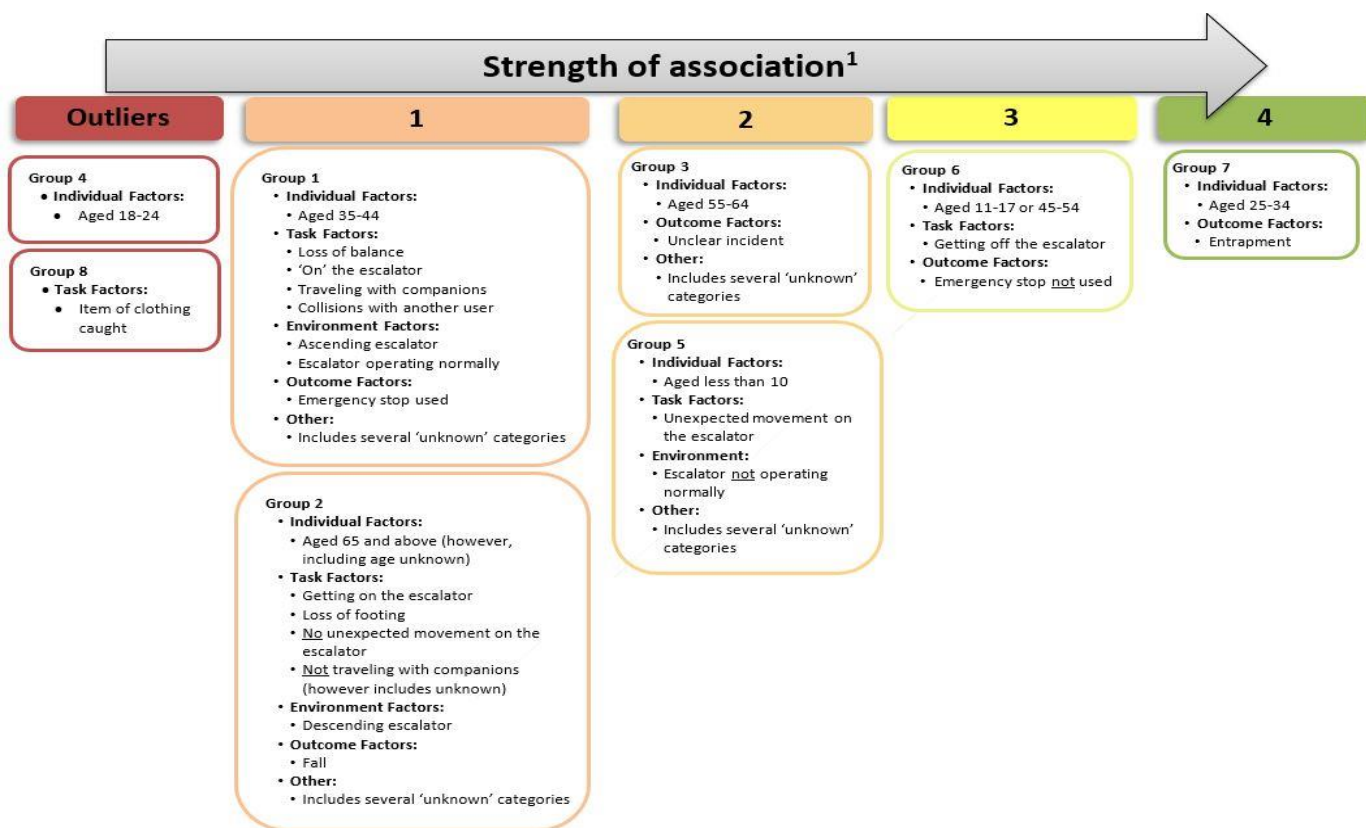 Strength of association1
Outliers
1
2
3
4
Group 4
• Individual Factors:
• Aged 18-24
Group 8
• Task Factors:
• Item of clothing
caught
Group 1
• Individual Factors:
• Aged 35-44
• Task Factors:
• Loss of balance
• ‘On’ the escalator
• Traveling with companions
• Collisions with another user
• Environment Factors:
• Ascending escalator
• Escalator operating normally
• Outcome Factors:
• Emergency stop used
• Other:
• Includes several ‘unknown’ categories
Group 2
• Individual Factors:
• Aged 65 and above (however,
including age unknown)
• Task Factors:
• Getting on the escalator
• Loss of footing
• No unexpected movement on the
escalator
• Not traveling with companions
(however includes unknown)
• Environment Factors:
• Descending escalator
• Outcome Factors:
• Fall
• Other:
• Includes several ‘unknown’ categories
Group 3
• Individual Factors:
• Aged 55-64
• Outcome Factors:
• Unclear incident
• Other:
• Includes several ‘unknown’
categories
Group 5
• Individual Factors:
• Aged less than 10
• Task Factors:
• Unexpected movement on
the escalator
• Environment:
• Escalator not operating
normally
• Other:
• Includes several ‘unknown’
categories
Group 6
• Individual Factors:
• Aged 11-17 or 45-54
• Task Factors:
• Getting off the escalator
• Outcome Factors:
• Emergency stop not used
Group 7
• Individual Factors:
• Aged 25-34
• Outcome Factors:
• Entrapment